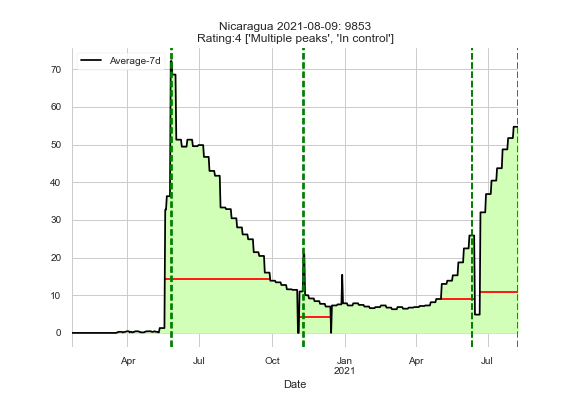 Nicaragua 2021-08-09: 9853
Rating:4 ['Multiple peaks', 'In control']
Average-7d
70
60
50
40
30
20
10
0
Apr Jul Oct Jan Apr Jul
2021
Date